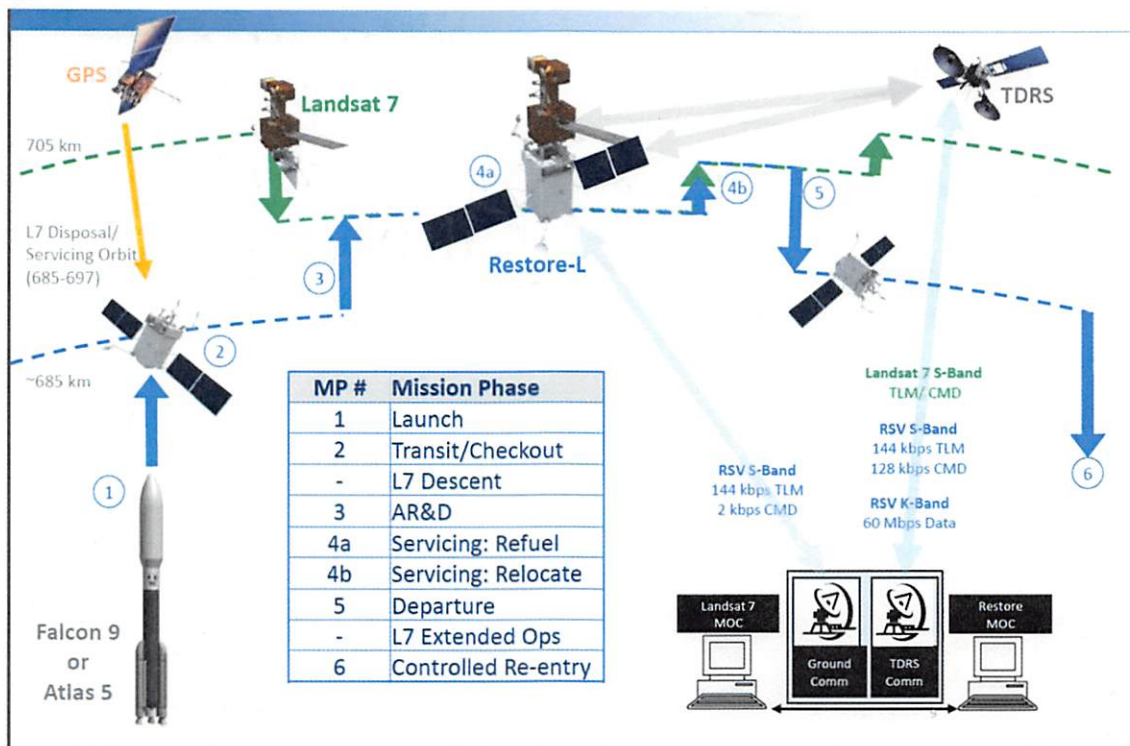 GPS
Landsat 7
TDRS
705 km
4a
4b
5
L7 Disposal/
Servicing Orbit
(685-697)
3
Restore-L
2
~685 km
MP # Mission Phase
1 Launch
2 Transit/Checkout
- L7 Descent
3 AR&D
4a Servicing: Refuel
4b Servicing: Relocate
5 Departure
- L7 Extended Ops
6 Controlled Re-entry
1
Falcon 9
or
Atlas 5
Landsat 7 S-Band
TLM/ CMD
RSV S-Band
144 kbps TLM
128 kbps CMD
RSV K-Band
60 Mbps Data
RSV S-Band
144 kbps TLM
2 kbps CMD
6
Landsat 7
MOC
Ground
Comm
TDRS
Comm
Restore
MOC